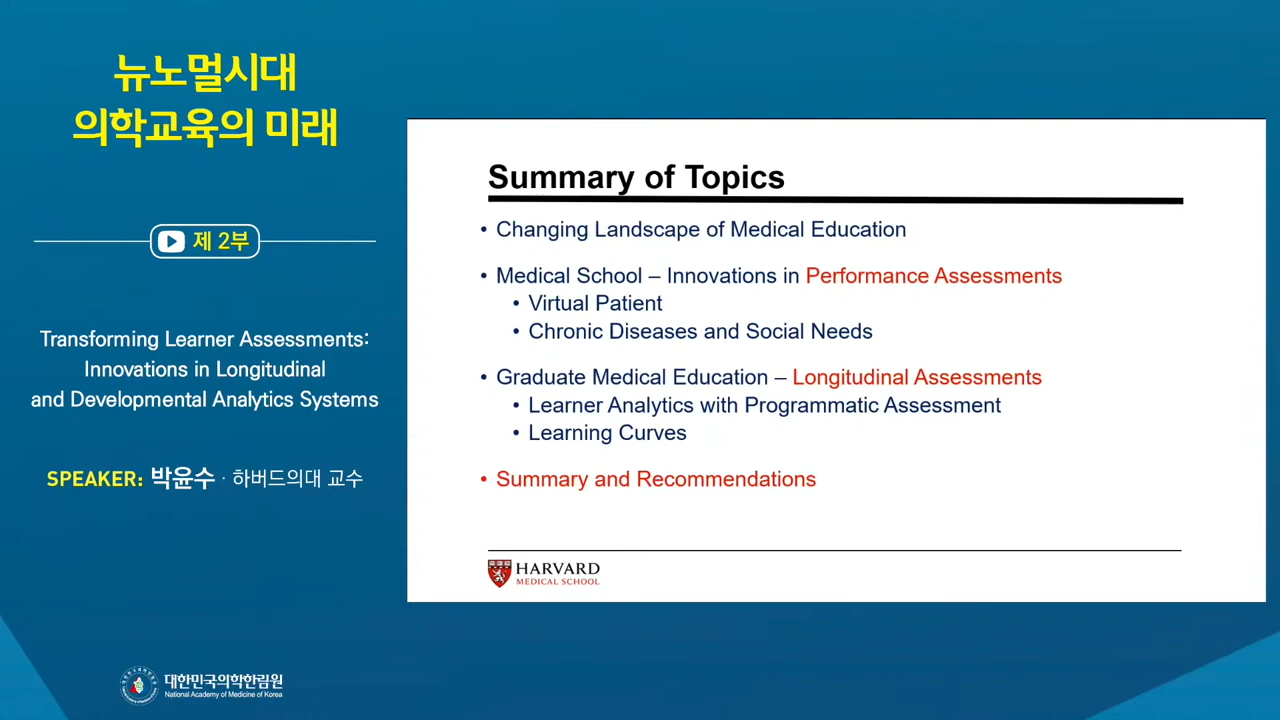 뉴노멀시대
의학교육의 미래
제 2부
Transforming Learner Assessments:
Innovations in Longitudinal
and Developmental Analytics Systems
SPEAKER: 박윤수 · 하버드의대 교수
Summary of Topics
• Changing Landscape of Medical Education
• Medical School – Innovations in Performance Assessments
• Virtual Patient
• Chronic Diseases and Social Needs
• Graduate Medical Education – Longitudinal Assessments
• Learner Analytics with Programmatic Assessment
• Learning Curves
• Summary and Recommendations
HARVARD
MEDICAL SCHOOL
대한민국의학한림원
National Academy of Medicine of Korea